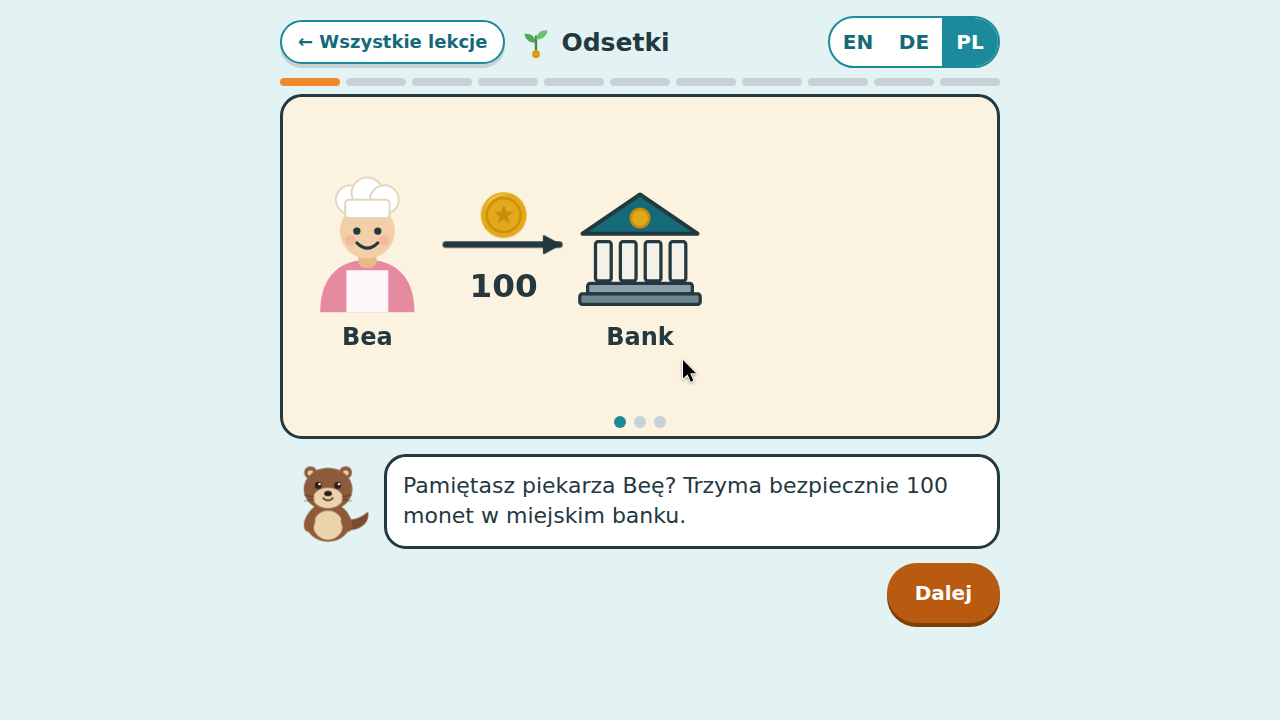 ← Wszystkie lekcje
Odsetki
EN DE PL
100
Bea
Bank
Pamiętasz piekarza Beę? Trzyma bezpiecznie 100
monet w miejskim banku.
Dalej